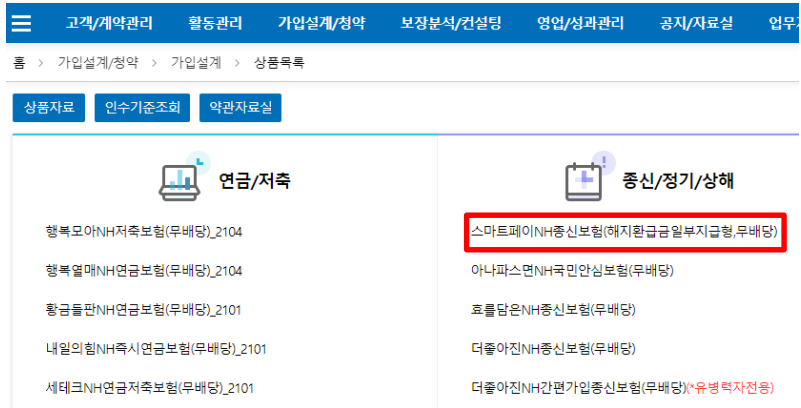 고객/계약관리 활동관리 가입설계/청약 보장분석/컨설팅 영업/성과관리 공지/자료실 업무
홈 > 가입설계/청약 > 가입설계 > 상품목록
상품자료 인수기준조회 약관자료실
연금/저축
행복모아NH저축보험(무배당)_2104
행복열매NH연금보험(무배당)_2104
황금들판NH연금보험(무배당)_2101
내일의힘NH즉시연금보험(무배당)_2101
세테크NH연금저축보험(무배당)_2101
종신/정기/상해
스마트페이NH종신보험(해지환급금일부지급형,무배당)
아나파스면NH국민안심보험(무배당)
효를담은NH종신보험(무배당)
더좋아진NH종신보험(무배당)
더좋아진NH간편가입종신보험(무배당)(*유병력자전용)